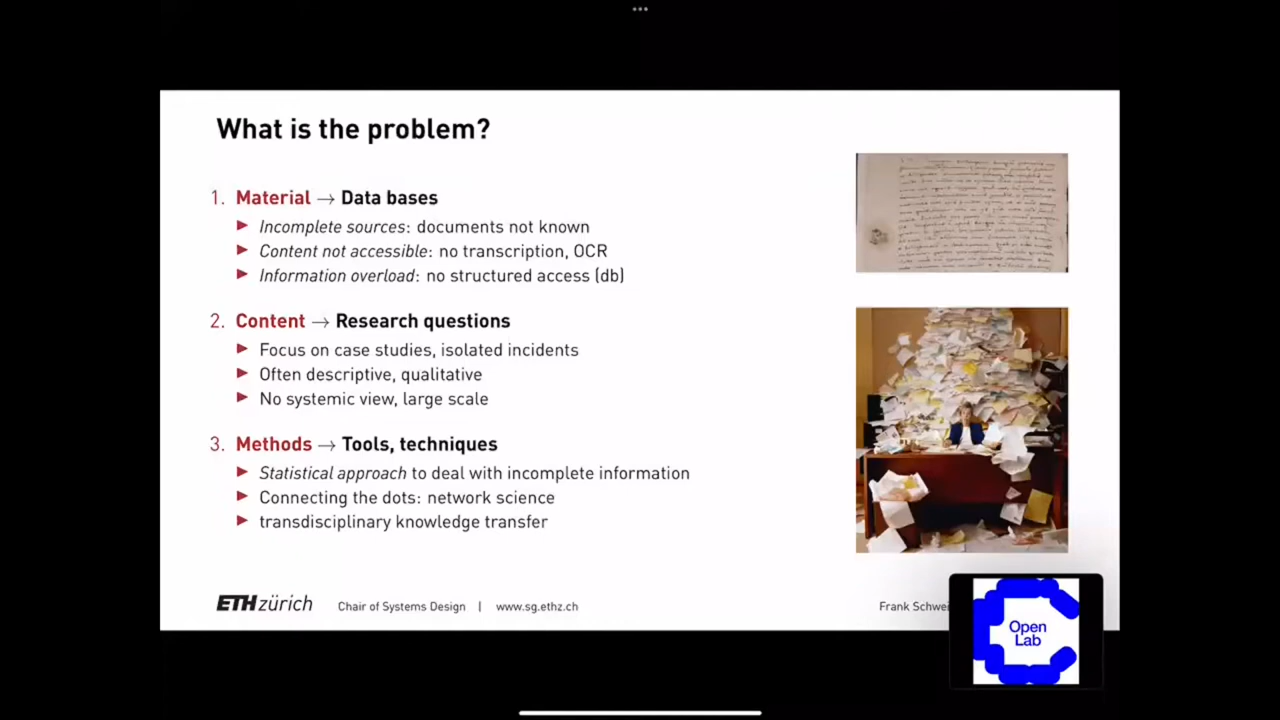 What is the problem?
1. Material → Data bases
► Incomplete sources: documents not known
► Content not accessible: no transcription, OCR
► Information overload: no structured access (db)
2. Content → Research questions
► Focus on case studies, isolated incidents
► Often descriptive, qualitative
► No systemic view, large scale
3. Methods → Tools, techniques
► Statistical approach to deal with incomplete information
► Connecting the dots: network science
► transdisciplinary knowledge transfer
ETH zürich Chair of Systems Design | www.sg.ethz.ch Frank
Open
Lab